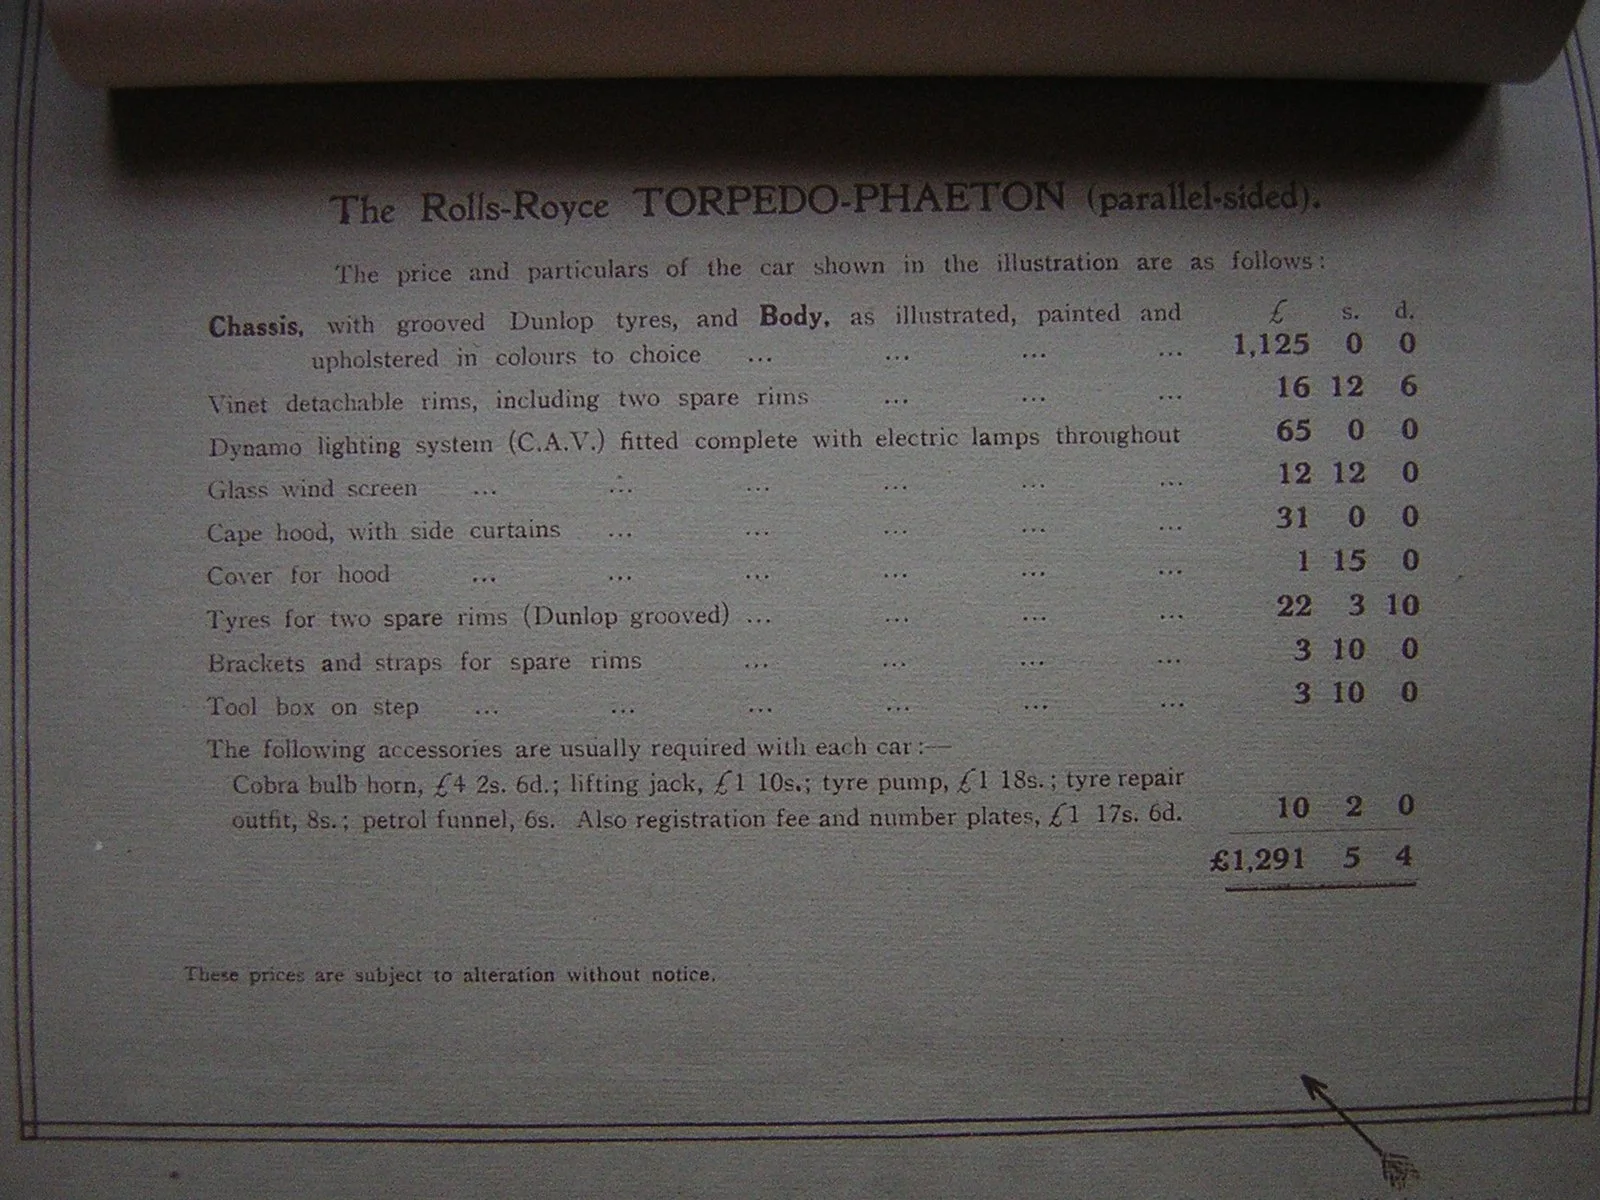 The Rolls-Royce TORPEDO-PHAETON (parallel-sided).
The price and particulars of the car shown in the illustration are as follows:
£ s. d.
Chassis, with grooved Dunlop tyres, and Body, as illustrated, painted and
upholstered in colours to choice ... ... ... ... 1,125 0 0
Vinet detachable rims, including two spare rims ... ... ... 16 12 6
Dynamo lighting system (C.A.V.) fitted complete with electric lamps throughout 65 0 0
Glass wind screen ... ... ... ... ... ... 12 12 0
Cape hood, with side curtains ... ... ... ... ... 31 0 0
Cover for hood ... ... ... ... ... ... 1 15 0
Tyres for two spare rims (Dunlop grooved) ... ... ... ... 22 3 10
Brackets and straps for spare rims ... ... ... ... 3 10 0
Tool box on step ... ... ... ... ... ... 3 10 0
The following accessories are usually required with each car:—
Cobra bulb horn, £4 2s. 6d.; lifting jack, £1 10s.; tyre pump, £1 18s.; tyre repair
outfit, 8s.; petrol funnel, 6s. Also registration fee and number plates, £1 17s. 6d. 10 2 0
£1,291 5 4
These prices are subject to alteration without notice.